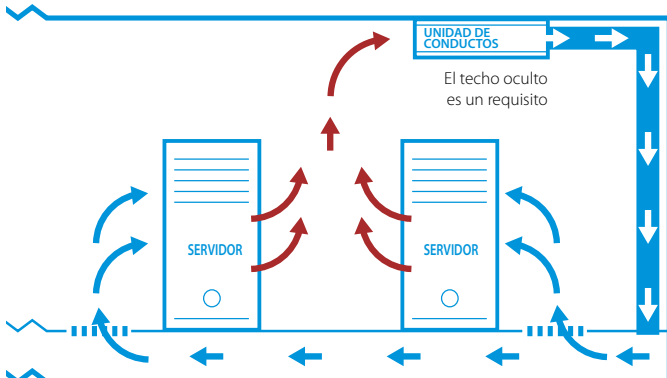 UNIDAD DE
CONDUCTOS
El techo oculto
es un requisito
SERVIDOR
SERVIDOR